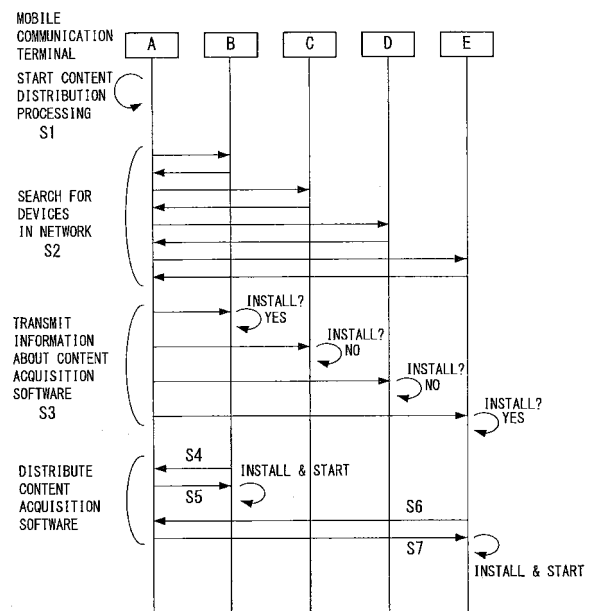 MOBILE
COMMUNICATION
TERMINAL
A
B
C
D
E
START CONTENT
DISTRIBUTION
PROCESSING
S1
SEARCH FOR
DEVICES
IN NETWORK
S2
TRANSMIT
INFORMATION
ABOUT CONTENT
ACQUISITION
SOFTWARE
S3
INSTALL?
YES
INSTALL?
NO
INSTALL?
NO
INSTALL?
YES
DISTRIBUTE
CONTENT
ACQUISITION
SOFTWARE
S4
S5
INSTALL & START
S6
S7
INSTALL & START